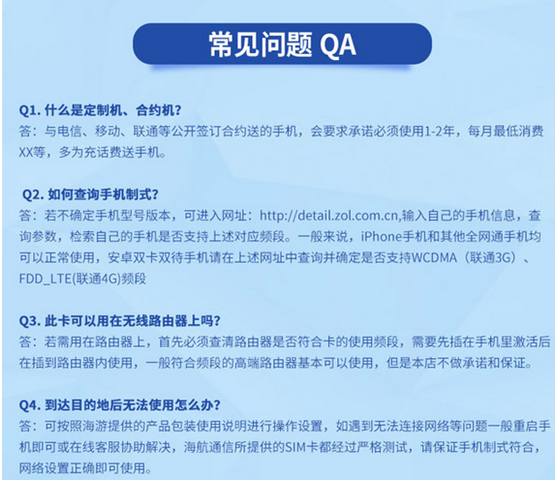 常见问题 QA
Q1. 什么是定制机、合约机?
答：与电信、移动、联通等公开签订合约送的手机，会要求承诺必须使用1-2年，每月最低消费
XX等，多为充话费送手机。
Q2. 如何查询手机制式?
答：若不确定手机型号版本，可进入网址：http://detail.zol.com.cn,输入自己的手机信息，查
询参数，检索自己的手机是否支持上述对应频段。一般来说，iPhone手机和其他全网通手机均
可以正常使用，安卓双卡双待手机请在上述网址中查询并确定是否支持WCDMA（联通3G）、
FDD_LTE(联通4G)频段
Q3. 此卡可以用在无线路由器上吗?
答：若需用在路由器上，首先必须查清路由器是否符合卡的使用频段，需要先插在手机里激活后
在插到路由器内使用，一般符合频段的高端路由器基本可以使用，但是本店不做承诺和保证。
Q4. 到达目的地后无法使用怎么办?
答：可按照海游提供的产品包装使用说明进行操作设置，如遇到无法连接网络等问题一般重启手
机即可或在线客服协助解决，海航通信所提供的SIM卡都经过严格测试，请保证手机制式符合，
网络设置正确即可使用。